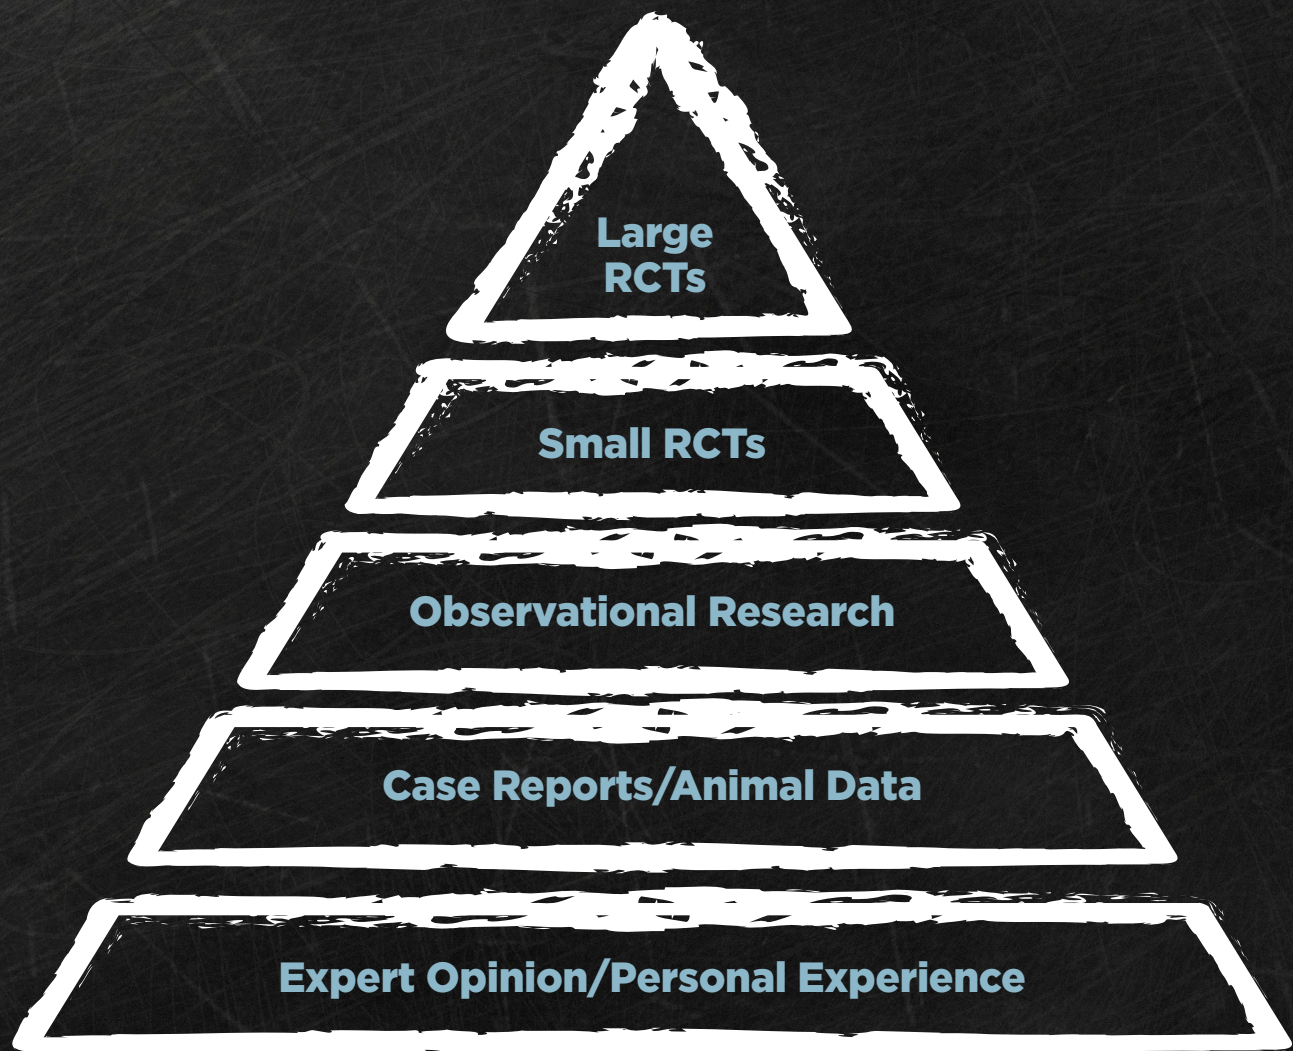 Large
RCTs
Small RCTs
Observational Research
Case Reports/Animal Data
Expert Opinion/Personal Experience